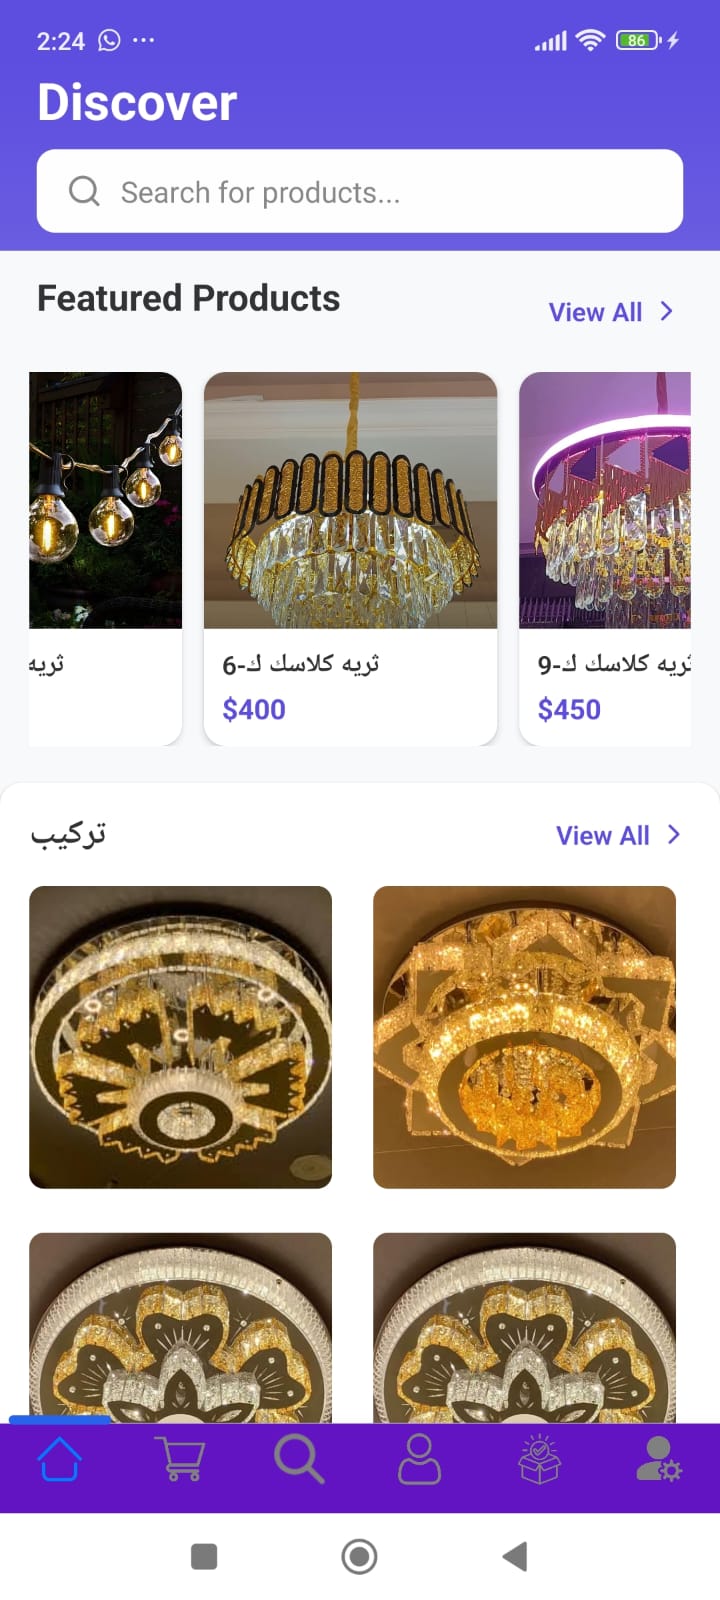 2:24
86
Discover
Search for products...
Featured Products
View All
ثريه
ثريه كلاسك ك-6
$400
ثريه كلاسك ك-9
$450
تركيب
View All